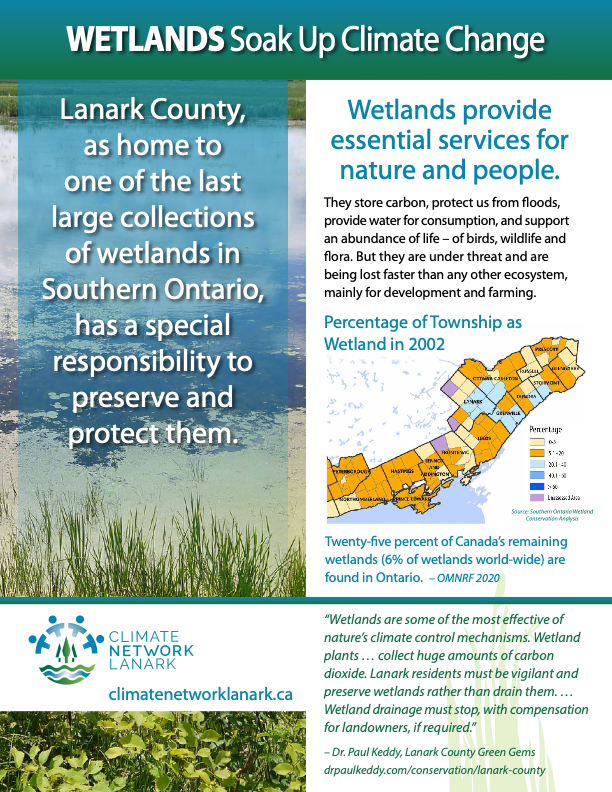 WETLANDS Soak Up Climate Change
Lanark County,
as home to
one of the last
large collections
of wetlands in
Southern Ontario,
has a special
responsibility to
preserve and
protect them.
Wetlands provide
essential services for
nature and people.
They store carbon, protect us from floods,
provide water for consumption, and support
an abundance of life – of birds, wildlife and
flora. But they are under threat and are
being lost faster than any other ecosystem,
mainly for development and farming.
Percentage of Township as
Wetland in 2002
PRESCOTT
RUSSELL
GLENGARRY
OTTAWA-CARLETON
STORMONT
DUNDAS
LANARK
GRENVILLE
LEEDS
FRONTENAC
LENNOX
AND
ADDINGTON
HASTINGS
PETERBOROUGH
NORTHUMBERLAND
PRINCE EDWARD
Percentage
0-5
5.1 - 20
20.1 - 40
40.1 - 60
> 60
Unassessed Area
Source: Southern Ontario Wetland
Conservation Analysis
Twenty-five percent of Canada’s remaining
wetlands (6% of wetlands world-wide) are
found in Ontario. – OMNRF 2020
CLIMATE
NETWORK
LANARK
climatenetworklanark.ca
“Wetlands are some of the most effective of
nature’s climate control mechanisms. Wetland
plants … collect huge amounts of carbon
dioxide. Lanark residents must be vigilant and
preserve wetlands rather than drain them. …
Wetland drainage must stop, with compensation
for landowners, if required.”
– Dr. Paul Keddy, Lanark County Green Gems
drpaulkeddy.com/conservation/lanark-county